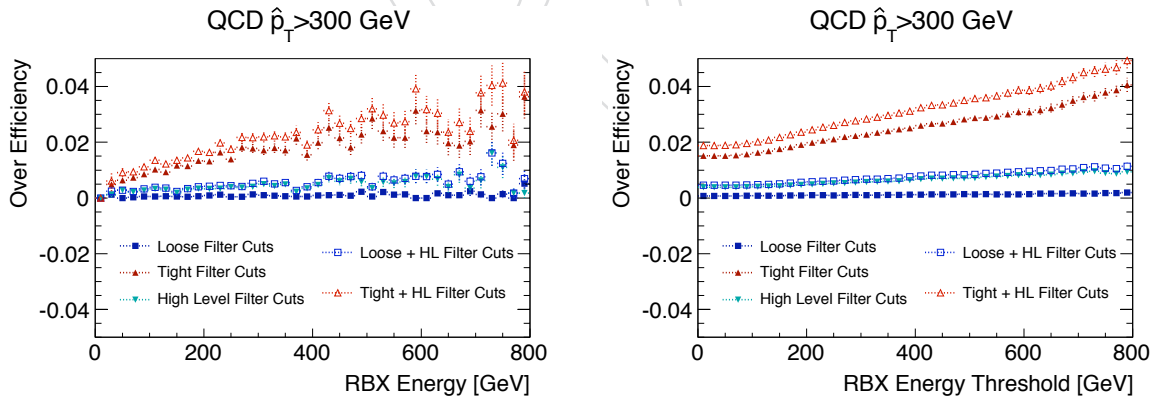 QCD p̂T>300 GeV
Over Efficiency
0.04
0.02
0
-0.02
-0.04
Loose Filter Cuts
Tight Filter Cuts
High Level Filter Cuts
Loose + HL Filter Cuts
Tight + HL Filter Cuts
0 200 400 600 800
RBX Energy [GeV]
QCD p̂T>300 GeV
Over Efficiency
0.04
0.02
0
-0.02
-0.04
Loose Filter Cuts
Tight Filter Cuts
High Level Filter Cuts
Loose + HL Filter Cuts
Tight + HL Filter Cuts
0 200 400 600 800
RBX Energy Threshold [GeV]